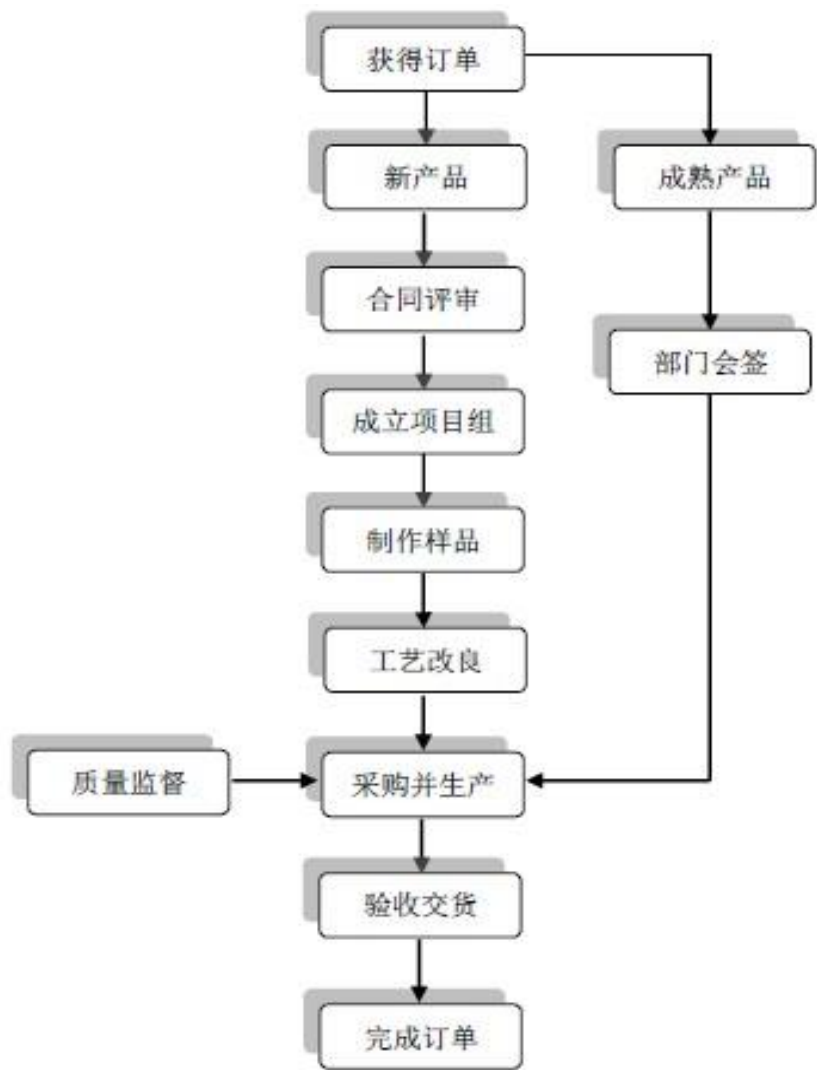 获得订单
新产品
成熟产品
合同评审
部门会签
成立项目组
制作样品
工艺改良
质量监督
采购并生产
验收交货
完成订单